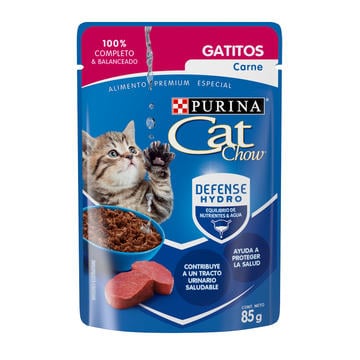 100%
COMPLETO
& BALANCEADO
GATITOS
Carne
ALIMENTO PREMIUM ESPECIAL
PURINA
Cat
Chow
DEFENSE
HYDRO
EQUILIBRIO DE
NUTRIENTES & AGUA
AYUDA A
PROTEGER
LA SALUD
CONTRIBUYE
A UN TRACTO
URINARIO
SALUDABLE
CONT. NETO
85g